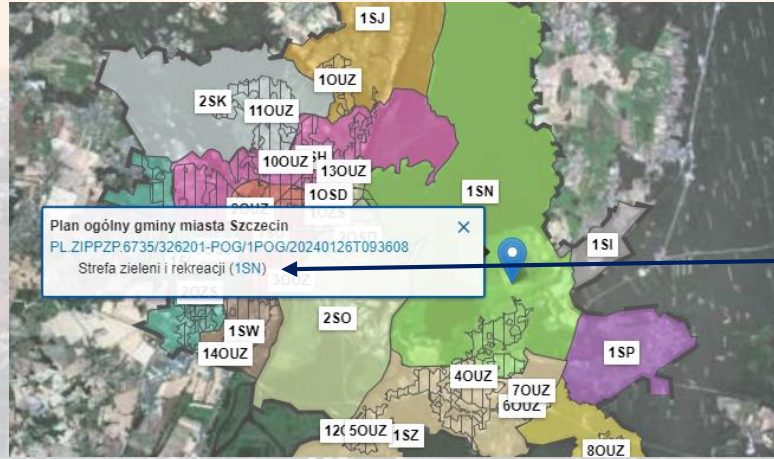 1SJ
1OUZ
2SK
11OUZ
10OUZ
13OUZ
1OSD
1SN
Plan ogólny gminy miasta Szczecin
PL.ZIPPZP.6735/326201-POG/1POG/20240126T093608
Strefa zieleni i rekreacji (1SN)
1SI
2SO
1SW
14OUZ
1SP
4OUZ
7OUZ
6OUZ
5OUZ
1SZ
8OUZ